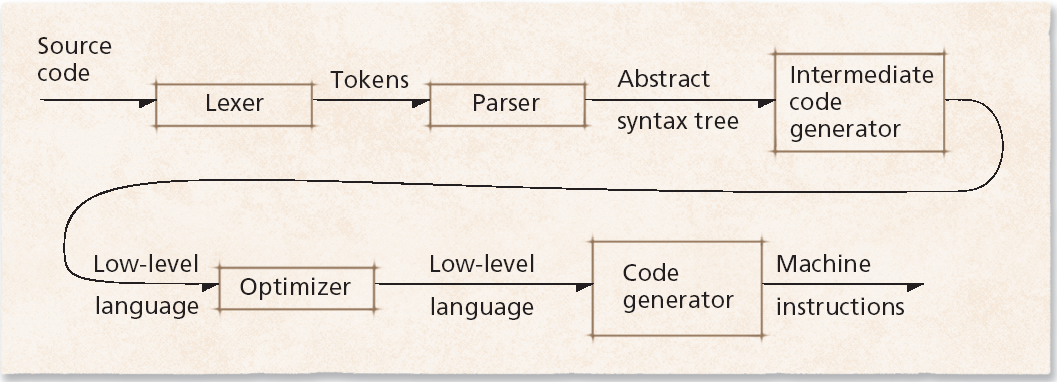 Source
code
Lexer
Tokens
Parser
Abstract
syntax tree
Intermediate
code
generator
Low-level
language
Optimizer
Low-level
language
Code
generator
Machine
instructions